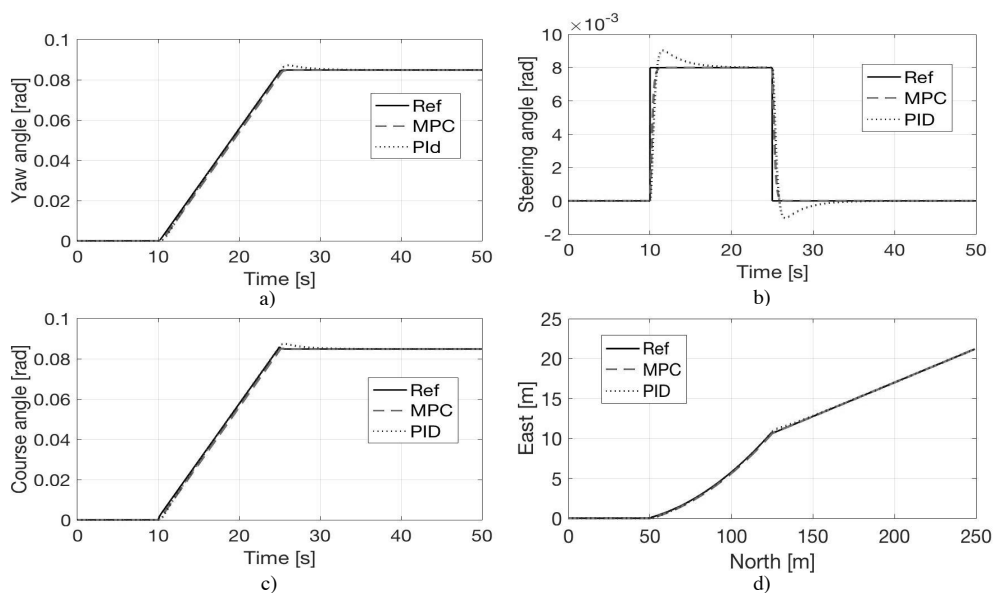 0.1
0.08
0.06
0.04
0.02
0
Yaw angle [rad]
Ref
MPC
PId
0 10 20 30 40 50
Time [s]
a)
×10⁻³
10
8
6
4
2
0
-2
Steering angle [rad]
Ref
MPC
PID
0 10 20 30 40 50
Time [s]
b)
0.1
0.08
0.06
0.04
0.02
0
Course angle [rad]
Ref
MPC
PID
0 10 20 30 40 50
Time [s]
c)
25
20
15
10
5
0
East [m]
Ref
MPC
PID
0 50 100 150 200 250
North [m]
d)